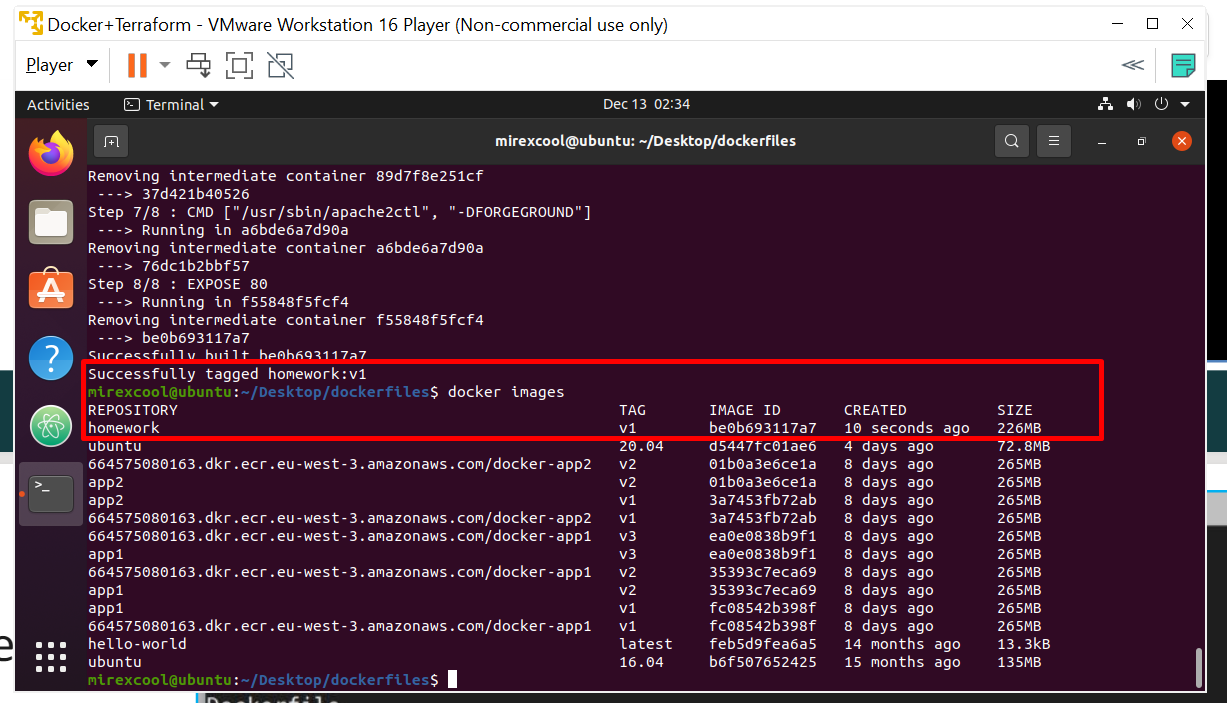 Docker+Terraform - VMware Workstation 16 Player (Non-commercial use only)
Player
Activities Terminal Dec 13 02:34
mirexcool@ubuntu: ~/Desktop/dockerfiles
Removing intermediate container 89d7f8e251cf
---> 37d421b40526
Step 7/8 : CMD ["/usr/sbin/apache2ctl", "-DFORGEGROUND"]
---> Running in a6bde6a7d90a
Removing intermediate container a6bde6a7d90a
---> 76dc1b2bbf57
Step 8/8 : EXPOSE 80
---> Running in f55848f5fcf4
Removing intermediate container f55848f5fcf4
---> be0b693117a7
Successfully built be0b693117a7
Successfully tagged homework:v1
mirexcool@ubuntu:~/Desktop/dockerfiles$ docker images
REPOSITORY TAG IMAGE ID CREATED SIZE
homework v1 be0b693117a7 10 seconds ago 226MB
ubuntu 20.04 d5447fc01ae6 4 days ago 72.8MB
664575080163.dkr.ecr.eu-west-3.amazonaws.com/docker-app2 v2 01b0a3e6ce1a 8 days ago 265MB
app2 v2 01b0a3e6ce1a 8 days ago 265MB
app2 v1 3a7453fb72ab 8 days ago 265MB
664575080163.dkr.ecr.eu-west-3.amazonaws.com/docker-app2 v1 3a7453fb72ab 8 days ago 265MB
664575080163.dkr.ecr.eu-west-3.amazonaws.com/docker-app1 v3 ea0e0838b9f1 8 days ago 265MB
app1 v3 ea0e0838b9f1 8 days ago 265MB
664575080163.dkr.ecr.eu-west-3.amazonaws.com/docker-app1 v2 35393c7eca69 8 days ago 265MB
app1 v2 35393c7eca69 8 days ago 265MB
app1 v1 fc08542b398f 8 days ago 265MB
664575080163.dkr.ecr.eu-west-3.amazonaws.com/docker-app1 v1 fc08542b398f 8 days ago 265MB
hello-world latest feb5d9fea6a5 14 months ago 13.3kB
ubuntu 16.04 b6f507652425 15 months ago 135MB
mirexcool@ubuntu:~/Desktop/dockerfiles$
Dockerfile